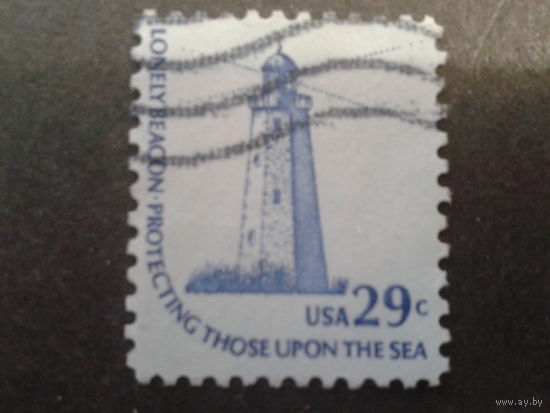 LONELY BEACON · PROTECTING THOSE UPON THE SEA
USA 29c
www.ay.by